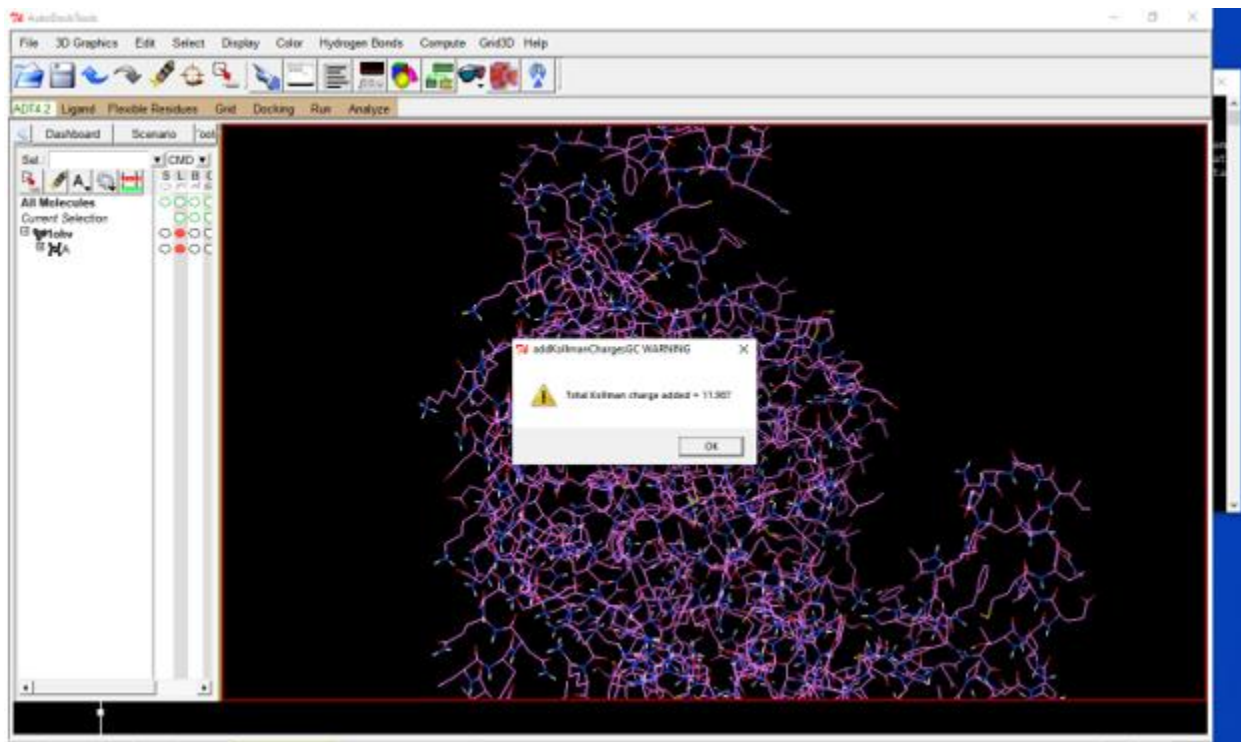 AutoDockTools
File 3D Graphics Edit Select Display Color Hydrogen Bonds Compute Grid3D Help
ADT4.2 Ligand Flexible Residues Grid Docking Run Analyze
Dashboard Scenario Tool
Sel.: CMD
S L B C
All Molecules
Current Selection
A
addKollmanChargesGC WARNING
Total Kollman charge added = 11.907
OK